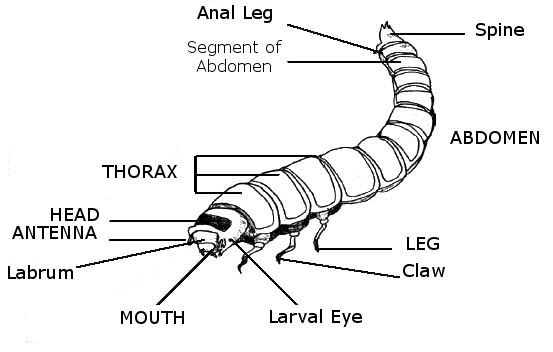 Anal Leg
Spine
Segment of
Abdomen
ABDOMEN
THORAX
HEAD
ANTENNA
LEG
Labrum
Claw
MOUTH
Larval Eye